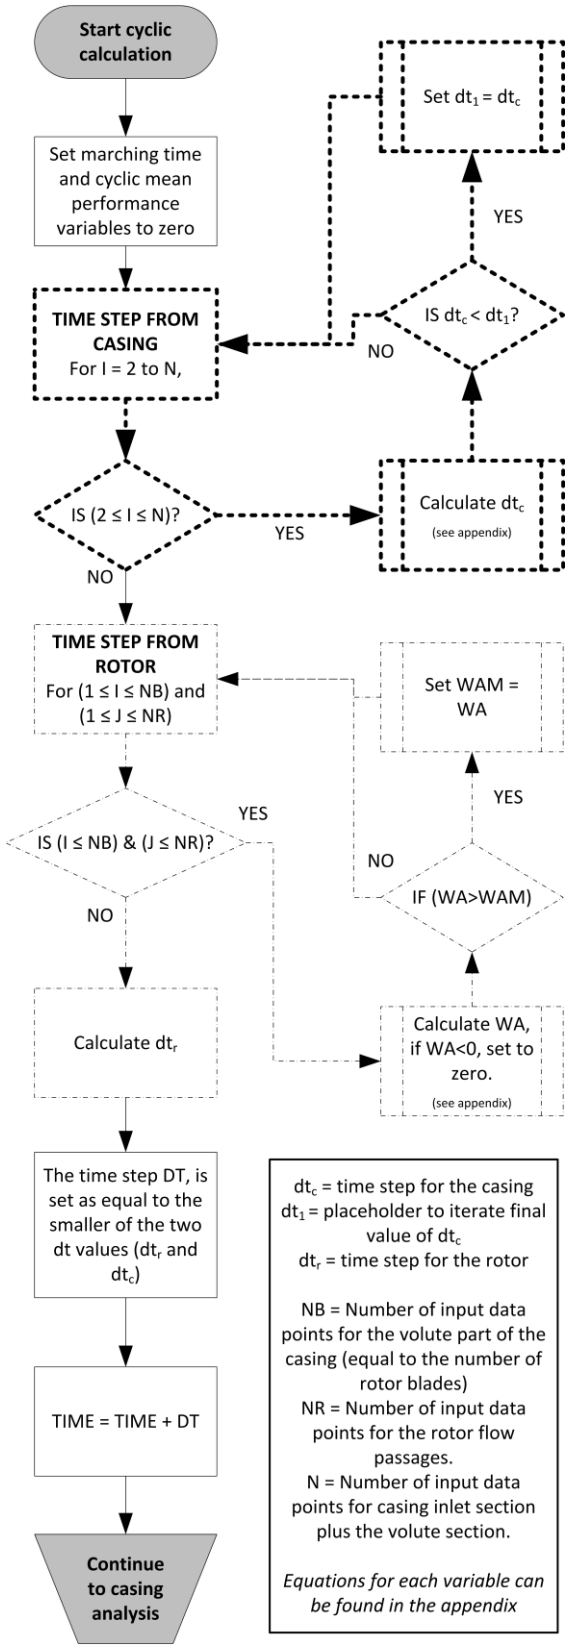 Start cyclic
calculation
Set marching time
and cyclic mean
performance
variables to zero
TIME STEP FROM
CASING
For I = 2 to N,
IS (2 ≤ I ≤ N)?
YES
NO
Calculate dtc
(see appendix)
IS dtc < dt1?
YES
NO
Set dt1 = dtc
TIME STEP FROM
ROTOR
For (1 ≤ I ≤ NB) and
(1 ≤ J ≤ NR)
IS (I ≤ NB) & (J ≤ NR)?
YES
NO
Calculate WA,
if WA<0, set to
zero.
(see appendix)
IF (WA>WAM)
YES
NO
Set WAM =
WA
Calculate dtr
The time step DT, is
set as equal to the
smaller of the two
dt values (dtr and
dtc)
TIME = TIME + DT
Continue
to casing
analysis
dtc = time step for the casing
dt1 = placeholder to iterate final
value of dtc
dtr = time step for the rotor
NB = Number of input data
points for the volute part of the
casing (equal to the number of
rotor blades)
NR = Number of input data
points for the rotor flow
passages.
N = Number of input data
points for casing inlet section
plus the volute section.
Equations for each variable can
be found in the appendix